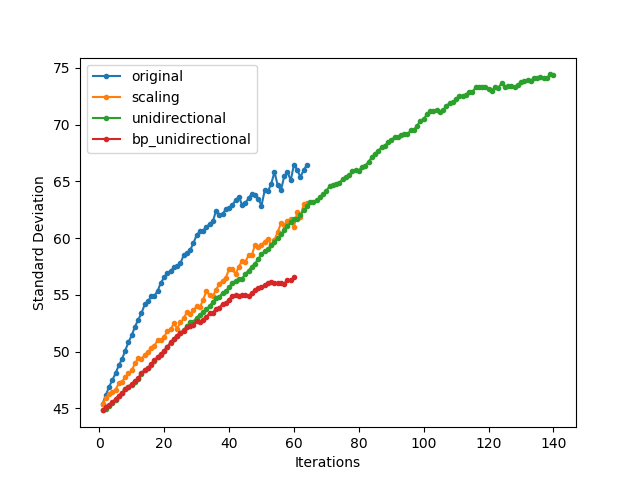 75
70
65
60
55
50
45
Standard Deviation
original
scaling
unidirectional
bp_unidirectional
0 20 40 60 80 100 120 140
Iterations